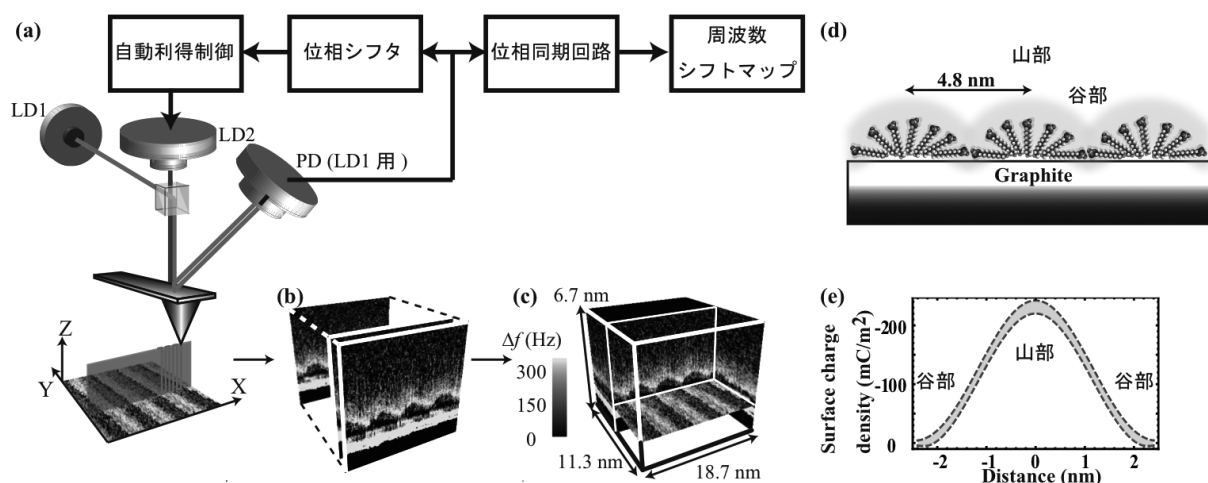 (a)
自動利得制御
位相シフタ
位相同期回路
周波数
シフトマップ
LD1
LD2
PD (LD1 用)
Z
Y
X
(b)
(c)
6.7 nm
Δf (Hz)
300
150
0
11.3 nm
18.7 nm
(d)
山部
4.8 nm
谷部
Graphite
(e)
Surface charge
density (mC/m²)
-200
-100
0
谷部
山部
谷部
-2 -1 0 1 2
Distance (nm)